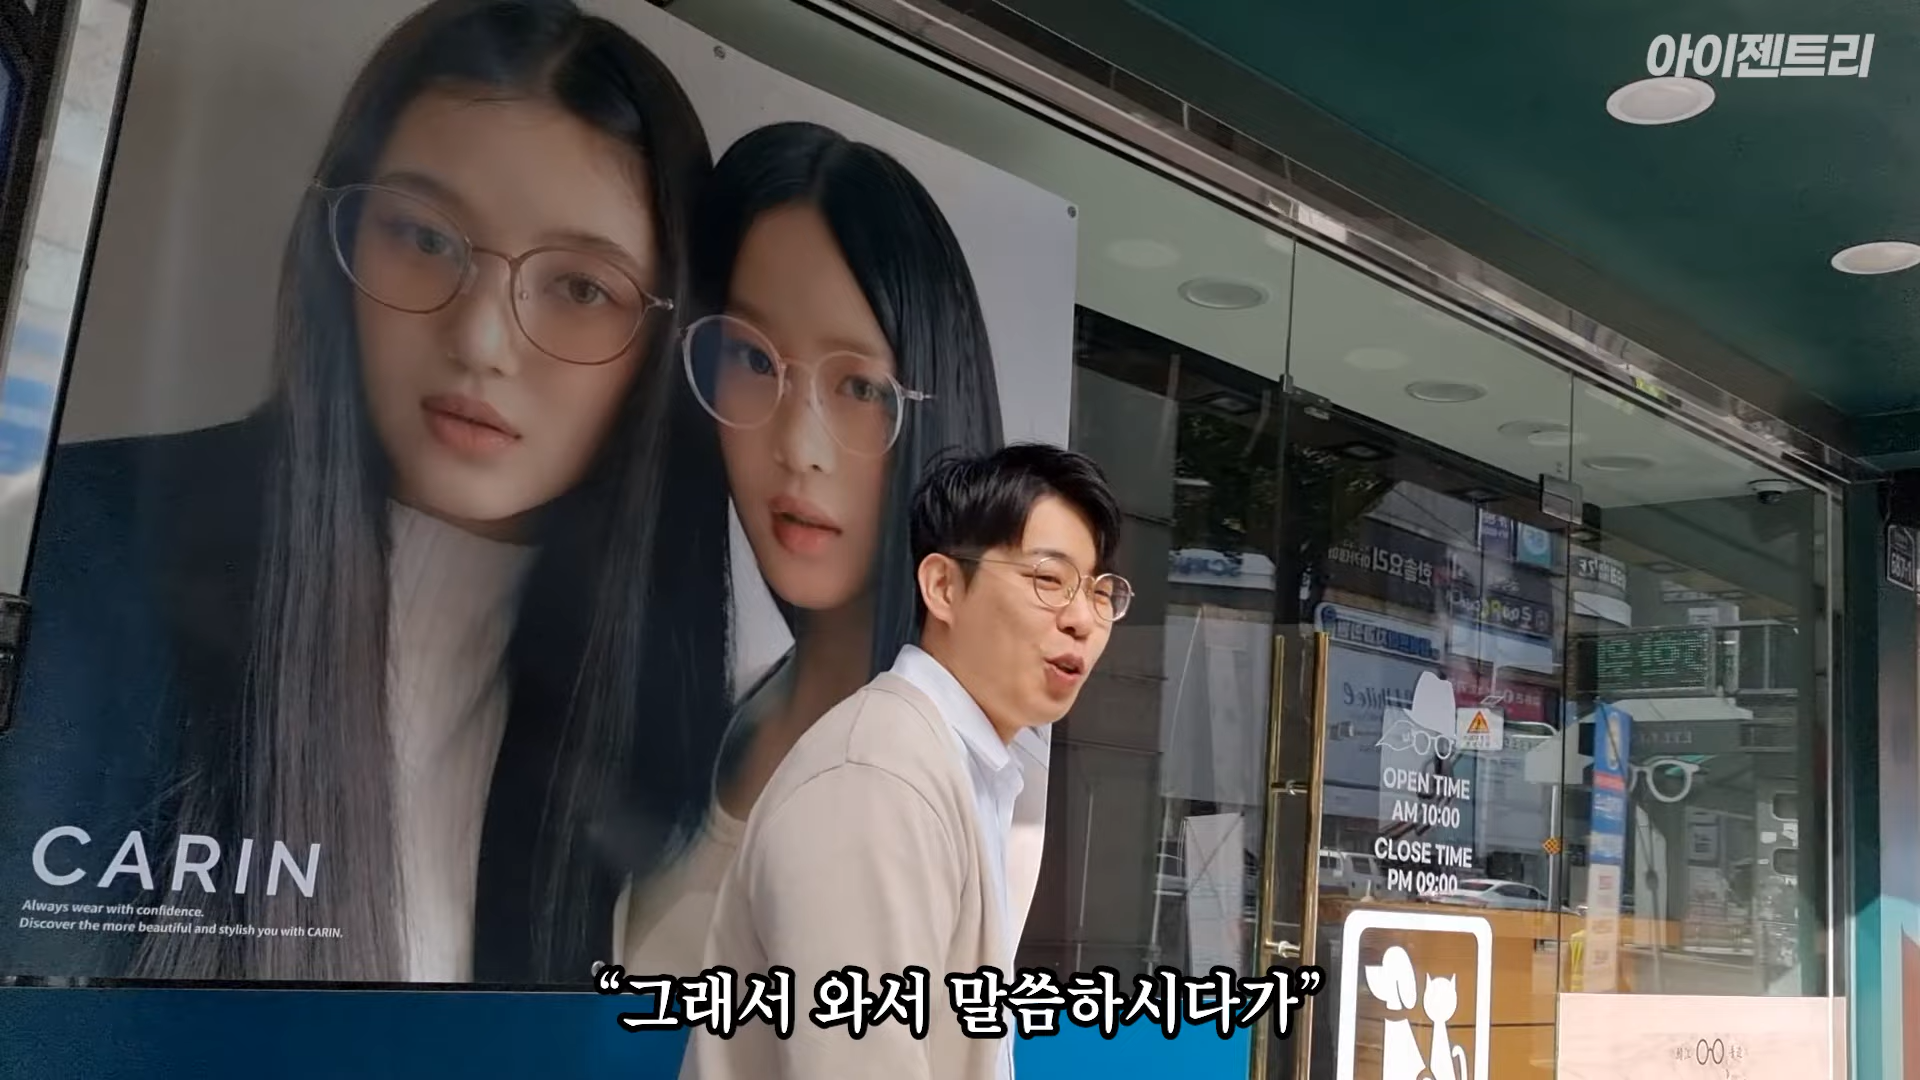 아이젠트리
CARIN
Always wear with confidence.
Discover the more beautiful and stylish you with CARIN.
OPEN TIME
AM 10:00
CLOSE TIME
PM 09:00
687-1
“그래서 와서 말씀하시다가”